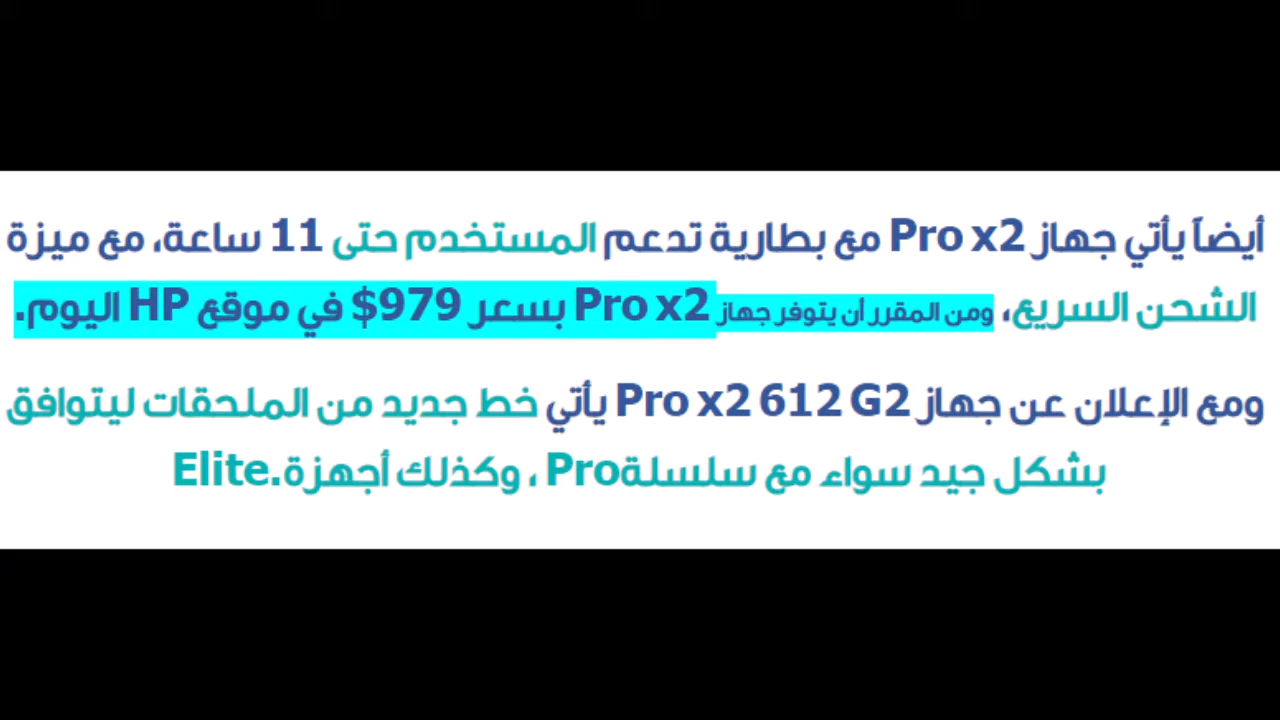 أيضاً يأتي جهاز Pro x2 مع بطارية تدعم المستخدم حتى 11 ساعة، مع ميزة
الشحن السريع، ومن المقرر أن يتوفر جهاز Pro x2 بسعر 979$ في موقع HP اليوم.
ومع الإعلان عن جهاز Pro x2 612 G2 يأتي خط جديد من الملحقات ليتوافق
بشكل جيد سواء مع سلسلةPro ، وكذلك أجهزة.Elite